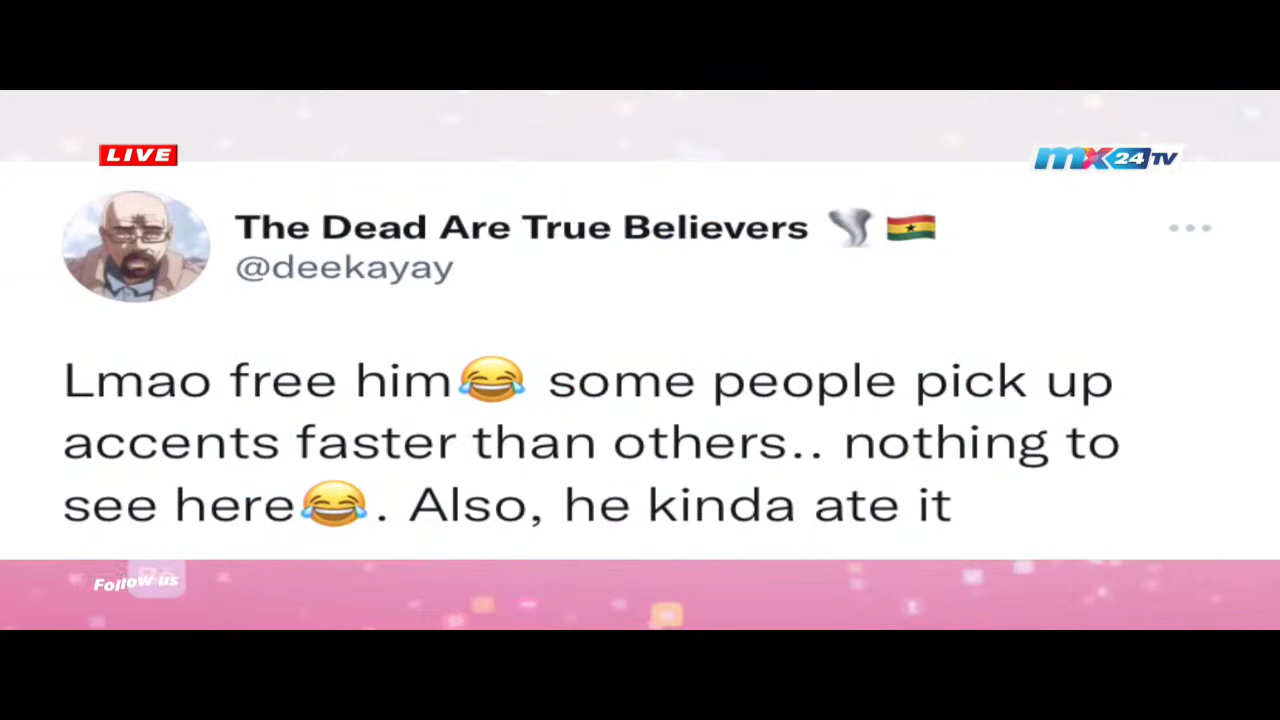 LIVE
mx24TV
The Dead Are True Believers 🌪️🇬🇭
@deekayay
Lmao free him😂 some people pick up
accents faster than others.. nothing to
see here😂. Also, he kinda ate it
Follow us